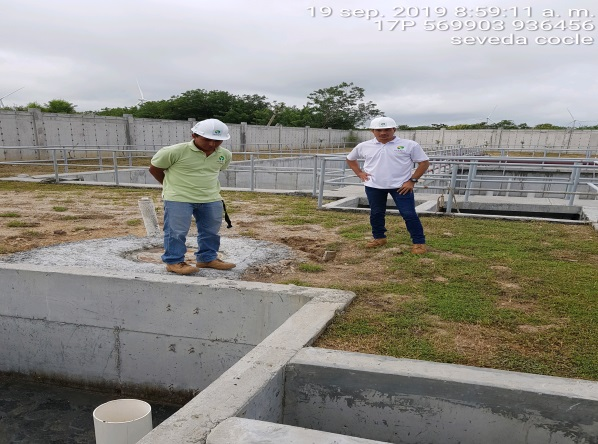 19 sep. 2019 8:59:11 a. m.
17P 569903 936456
seveda cocle